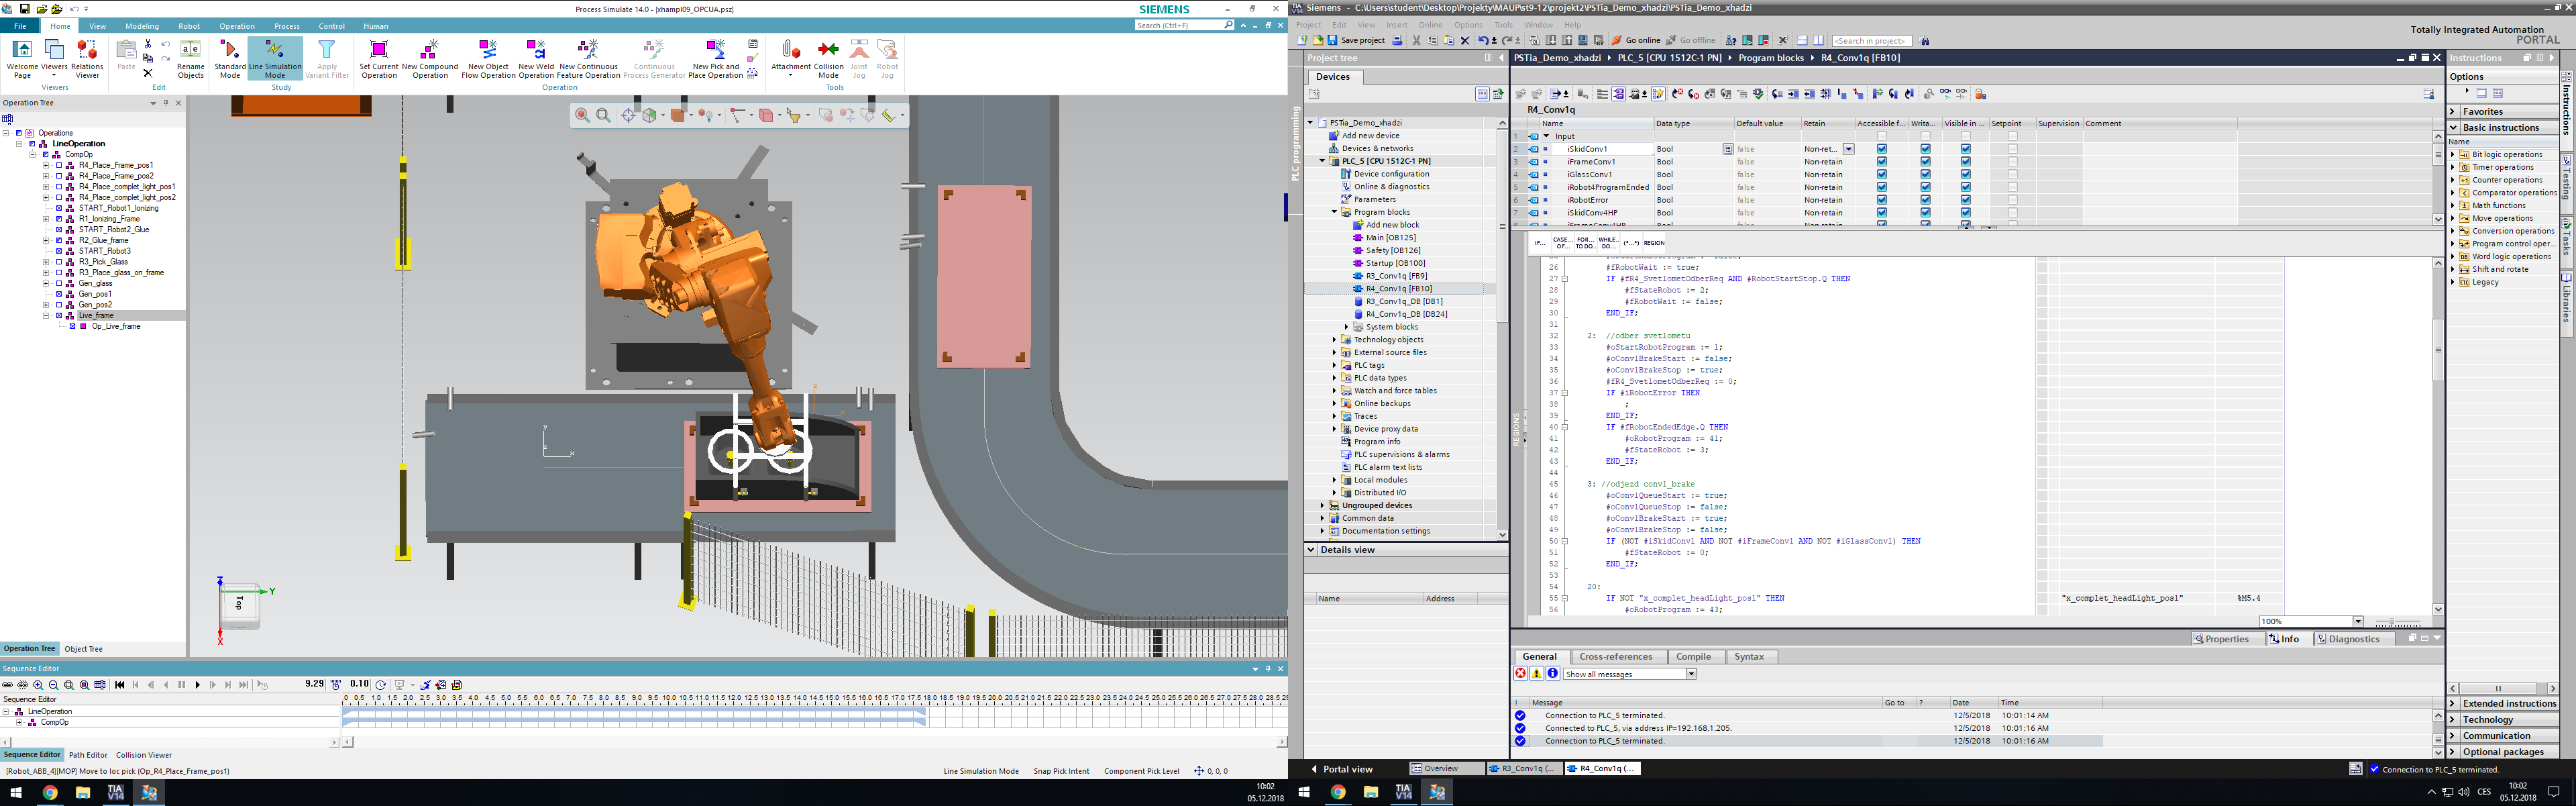 Process Simulate 14.0 - [xhampl09_OPCUA.psz]
SIEMENS
File Home View Modeling Robot Operation Process Control Human
Search (Ctrl+F)
Welcome Page Viewers Relations Viewer Paste Rename Objects Standard Mode Line Simulation Mode Apply Variant Filter Set Current Operation New Compound Operation New Object Flow Operation New Weld Operation New Continuous Feature Operation Continuous Process Generator New Pick and Place Operation Attachment Collision Mode Joint Jog Robot Jog
Viewers Edit Study Operation Tools
Operation Tree
Operations
LineOperation
CompOp
R4_Place_Frame_pos1
R4_Place_Frame_pos2
R4_Place_complet_light_pos1
R4_Place_complet_light_pos2
START_Robot1_Ionizing
R1_Ionizing_Frame
START_Robot2_Glue
R2_Glue_frame
START_Robot3
R3_Pick_Glass
R3_Place_glass_on_frame
Gen_glass
Gen_pos1
Gen_pos2
Live_frame
Op_Live_frame
Z
Y
Top
X
Operation Tree Object Tree
Sequence Editor
9.29 0.10
Sequence Editor
LineOperation
CompOp
Sequence Editor Path Editor Collision Viewer
[Robot_ABB_4][MOP] Move to loc pick (Op_R4_Place_Frame_pos1)
Line Simulation Mode Snap Pick Intent Component Pick Level 0, 0, 0
10:02
05.12.2018
Siemens - C:\Users\student\Desktop\Projekty\MAUP\st9-12\projekt2\PSTia_Demo_xhadzi\PSTia_Demo_xhadzi
Project Edit View Insert Online Options Tools Window Help
Totally Integrated Automation
PORTAL
Save project Go online Go offline <Search in project>
Project tree
Devices
PLC programming
PSTia_Demo_xhadzi
Add new device
Devices & networks
PLC_5 [CPU 1512C-1 PN]
Device configuration
Online & diagnostics
Parameters
Program blocks
Add new block
Main [OB125]
Safety [OB126]
Startup [OB100]
R3_Conv1q [FB9]
R4_Conv1q [FB10]
R3_Conv1q_DB [DB1]
R4_Conv1q_DB [DB24]
System blocks
Technology objects
External source files
PLC tags
PLC data types
Watch and force tables
Online backups
Traces
Device proxy data
Program info
PLC supervisions & alarms
PLC alarm text lists
Local modules
Distributed I/O
Ungrouped devices
Common data
Documentation settings
Details view
Name Address
PSTia_Demo_xhadzi PLC_5 [CPU 1512C-1 PN] Program blocks R4_Conv1q [FB10]
R4_Conv1q
Name Data type Default value Retain Accessible f... Writa... Visible in ... Setpoint Supervision Comment
1 Input
2 iSkidConv1 Bool false Non-ret...
3 iFrameConv1 Bool false Non-retain
4 iGlassConv1 Bool false Non-retain
5 iRobot4ProgramEnded Bool false Non-retain
6 iRobotError Bool false Non-retain
7 iSkidConv4HP Bool false Non-retain
IF... CASE... OF... FOR... TO DO.. WHILE.. DO... (*...*) REGION
REGIONS
26 #fRobotWait := true;
27 IF #fR4_SvetlometOdberReq AND #RobotStartStop.Q THEN
28 #fStateRobot := 2;
29 #fRobotWait := false;
30 END_IF;
31
32 2: //odber svetlometu
33 #oStartRobotProgram := 1;
34 #oConv1BrakeStart := false;
35 #oConv1BrakeStop := true;
36 #fR4_SvetlometOdberReq := 0;
37 IF #iRobotError THEN
38 ;
39 END_IF;
40 IF #fRobotEndedEdge.Q THEN
41 #oRobotProgram := 41;
42 #fStateRobot := 3;
43 END_IF;
44
45 3: //odjezd conv1_brake
46 #oConv1QueueStart := true;
47 #oConv1QueueStop := false;
48 #oConv1BrakeStart := true;
49 #oConv1BrakeStop := false;
50 IF (NOT #iSkidConv1 AND NOT #iFrameConv1 AND NOT #iGlassConv1) THEN
51 #fStateRobot := 0;
52 END_IF;
53
54 20:
55 IF NOT "x_complet_headLight_pos1" THEN "x_complet_headLight_pos1" %M5.4
56 #oRobotProgram := 43;
100%
Properties Info Diagnostics
General Cross-references Compile Syntax
Show all messages
! Message Go to ? Date Time
Connection to PLC_5 terminated. 12/5/2018 10:01:14 AM
Connected to PLC_5, via address IP=192.168.1.205. 12/5/2018 10:01:16 AM
Connection to PLC_5 terminated. 12/5/2018 10:01:16 AM
Instructions
Options
Favorites
Basic instructions
Name
Bit logic operations
Timer operations
Counter operations
Comparator operations
Math functions
Move operations
Conversion operations
Program control oper...
Word logic operations
Shift and rotate
Legacy
Extended instructions
Technology
Communication
Optional packages
Instructions
Testing
Tasks
Libraries
Portal view Overview R3_Conv1q (... R4_Conv1q (... Connection to PLC_5 terminated.
CES
10:02
05.12.2018